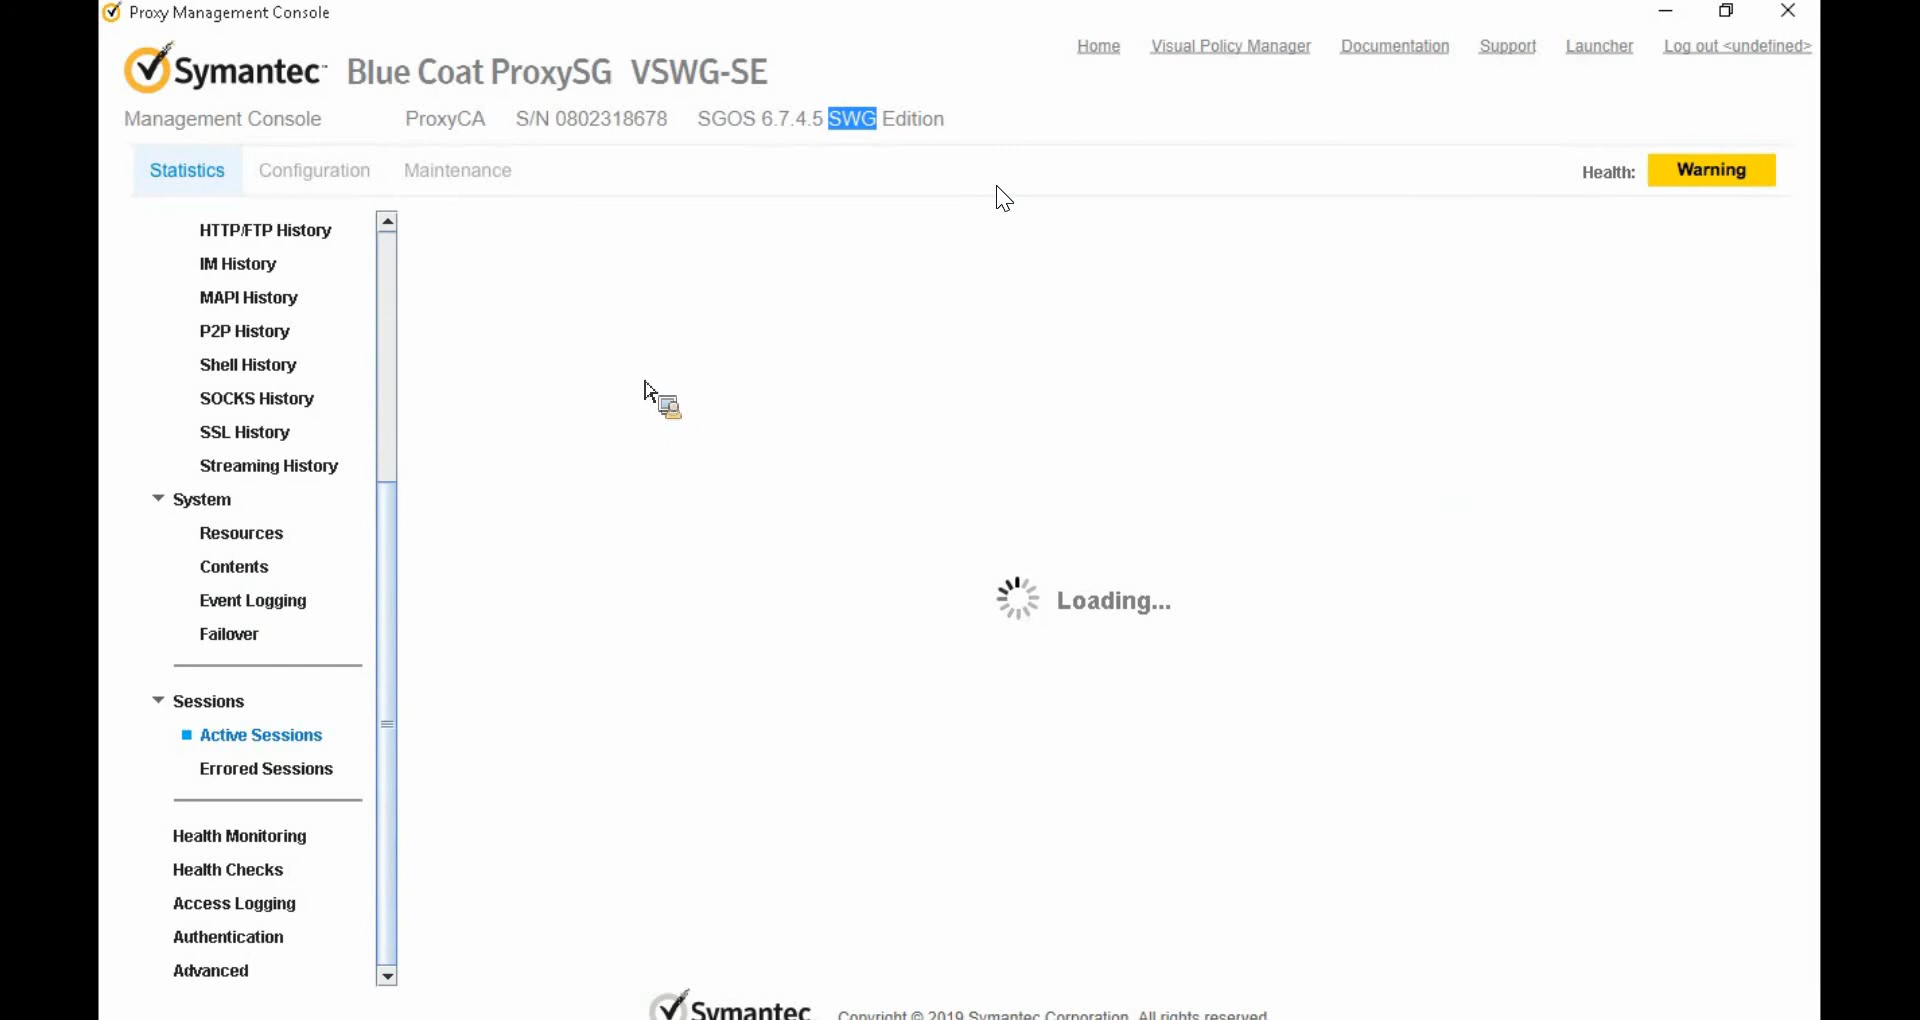 Proxy Management Console
Home Visual Policy Manager Documentation Support Launcher Log out <undefined>
Symantec™ Blue Coat ProxySG VSWG-SE
Management Console ProxyCA S/N 0802318678 SGOS 6.7.4.5 SWG Edition
Statistics Configuration Maintenance Health: Warning
HTTP/FTP History
IM History
MAPI History
P2P History
Shell History
SOCKS History
SSL History
Streaming History
System
Resources
Contents
Event Logging
Failover
Loading...
Sessions
Active Sessions
Errored Sessions
Health Monitoring
Health Checks
Access Logging
Authentication
Advanced
Symantec Copyright © 2019 Symantec Corporation. All rights reserved.